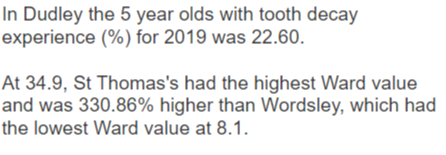 In Dudley the 5 year olds with tooth decay
experience (%) for 2019 was 22.60.
At 34.9, St Thomas's had the highest Ward value
and was 330.86% higher than Wordsley, which had
the lowest Ward value at 8.1.